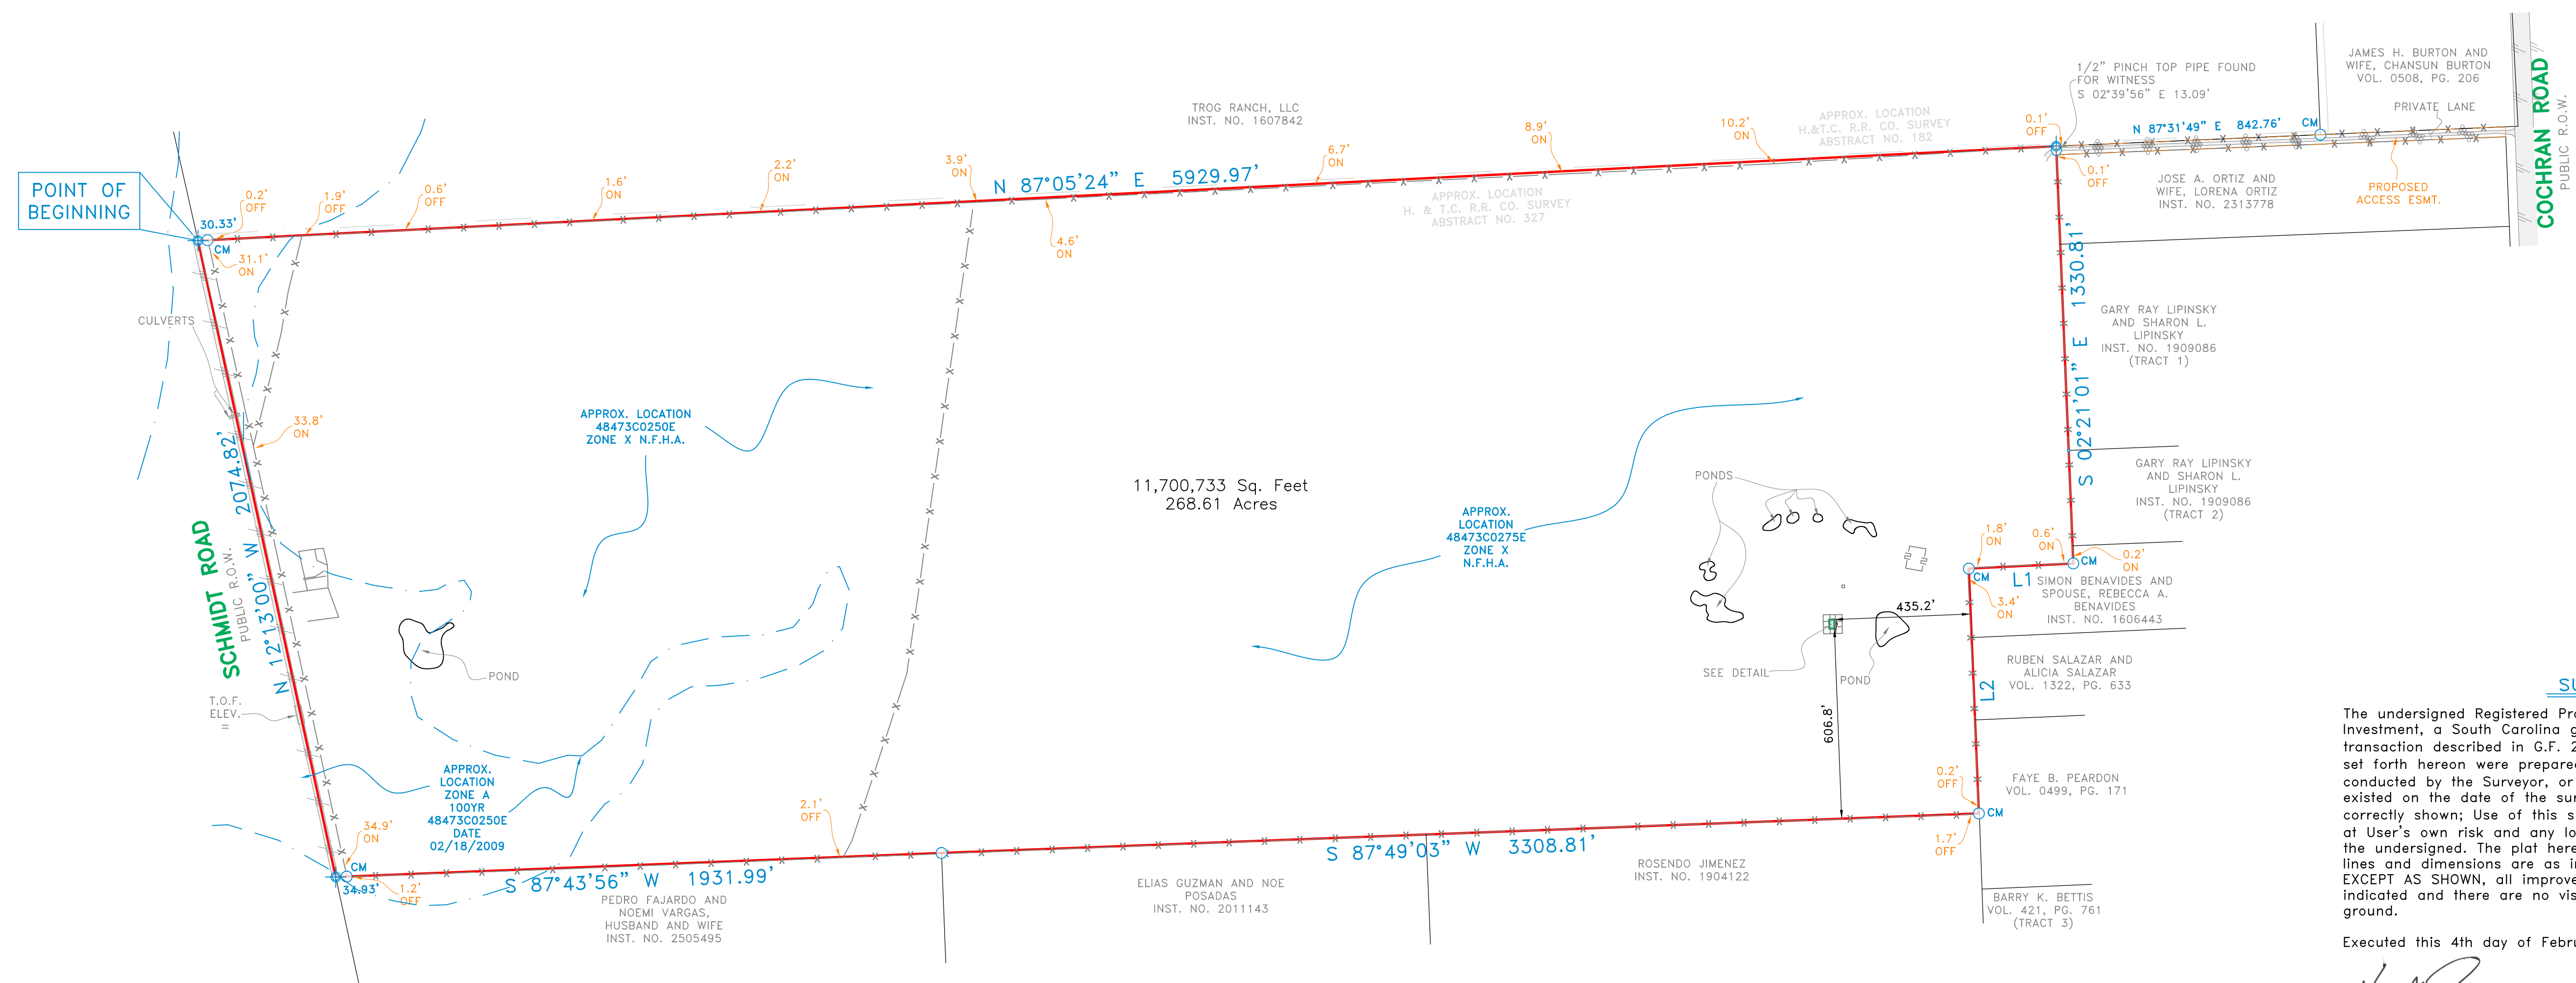 POINT OF
BEGINNING
30.33'
CM
0.2'
OFF
31.1'
ON
1.9'
OFF
0.6'
OFF
1.6'
ON
2.2'
ON
3.9'
ON
N 87°05'24" E 5929.97'
4.6'
ON
TROG RANCH, LLC
INST. NO. 1607842
6.7'
ON
8.9'
ON
10.2'
ON
APPROX. LOCATION
H.&T.C. R.R. CO. SURVEY
ABSTRACT NO. 182
APPROX. LOCATION
H. & T.C. R.R. CO. SURVEY
ABSTRACT NO. 327
0.1'
OFF
0.1'
OFF
1/2" PINCH TOP PIPE FOUND
FOR WITNESS
S 02°39'56" E 13.09'
N 87°31'49" E 842.76'
CM
JAMES H. BURTON AND
WIFE, CHANSUN BURTON
VOL. 0508, PG. 206
PRIVATE LANE
COCHRAN ROAD
PUBLIC R.O.W.
JOSE A. ORTIZ AND
WIFE, LORENA ORTIZ
INST. NO. 2313778
PROPOSED
ACCESS ESMT.
S 02°21'01" E 1330.81'
GARY RAY LIPINSKY
AND SHARON L.
LIPINSKY
INST. NO. 1909086
(TRACT 1)
GARY RAY LIPINSKY
AND SHARON L.
LIPINSKY
INST. NO. 1909086
(TRACT 2)
CULVERTS
33.8'
ON
SCHMIDT ROAD
PUBLIC R.O.W.
N 12°13'00" W 2074.82'
APPROX. LOCATION
48473C0250E
ZONE X N.F.H.A.
11,700,733 Sq. Feet
268.61 Acres
APPROX.
LOCATION
48473C0275E
ZONE X
N.F.H.A.
PONDS
1.8'
ON
0.6'
ON
0.2'
ON
CM
CM
L1
3.4'
ON
SIMON BENAVIDES AND
SPOUSE, REBECCA A.
BENAVIDES
INST. NO. 1606443
435.2'
606.8'
SEE DETAIL
POND
POND
L2
RUBEN SALAZAR AND
ALICIA SALAZAR
VOL. 1322, PG. 633
T.O.F.
ELEV.
=
APPROX.
LOCATION
ZONE A
100YR
48473C0250E
DATE
02/18/2009
34.9'
ON
CM
34.93'
1.2'
OFF
2.1'
OFF
S 87°43'56" W 1931.99'
S 87°49'03" W 3308.81'
0.2'
OFF
1.7'
OFF
CM
FAYE B. PEARDON
VOL. 0499, PG. 171
PEDRO FAJARDO AND
NOEMI VARGAS,
HUSBAND AND WIFE
INST. NO. 2505495
ELIAS GUZMAN AND NOE
POSADAS
INST. NO. 2011143
ROSENDO JIMENEZ
INST. NO. 1904122
BARRY K. BETTIS
VOL. 421, PG. 761
(TRACT 3)
SU
The undersigned Registered Pro
Investment, a South Carolina g
transaction described in G.F. 2
set forth hereon were prepared
conducted by the Surveyor, or
existed on the date of the sur
correctly shown; Use of this s
at User's own risk and any lo
the undersigned. The plat here
lines and dimensions are as in
EXCEPT AS SHOWN, all improve
indicated and there are no vis
ground.
Executed this 4th day of Febru